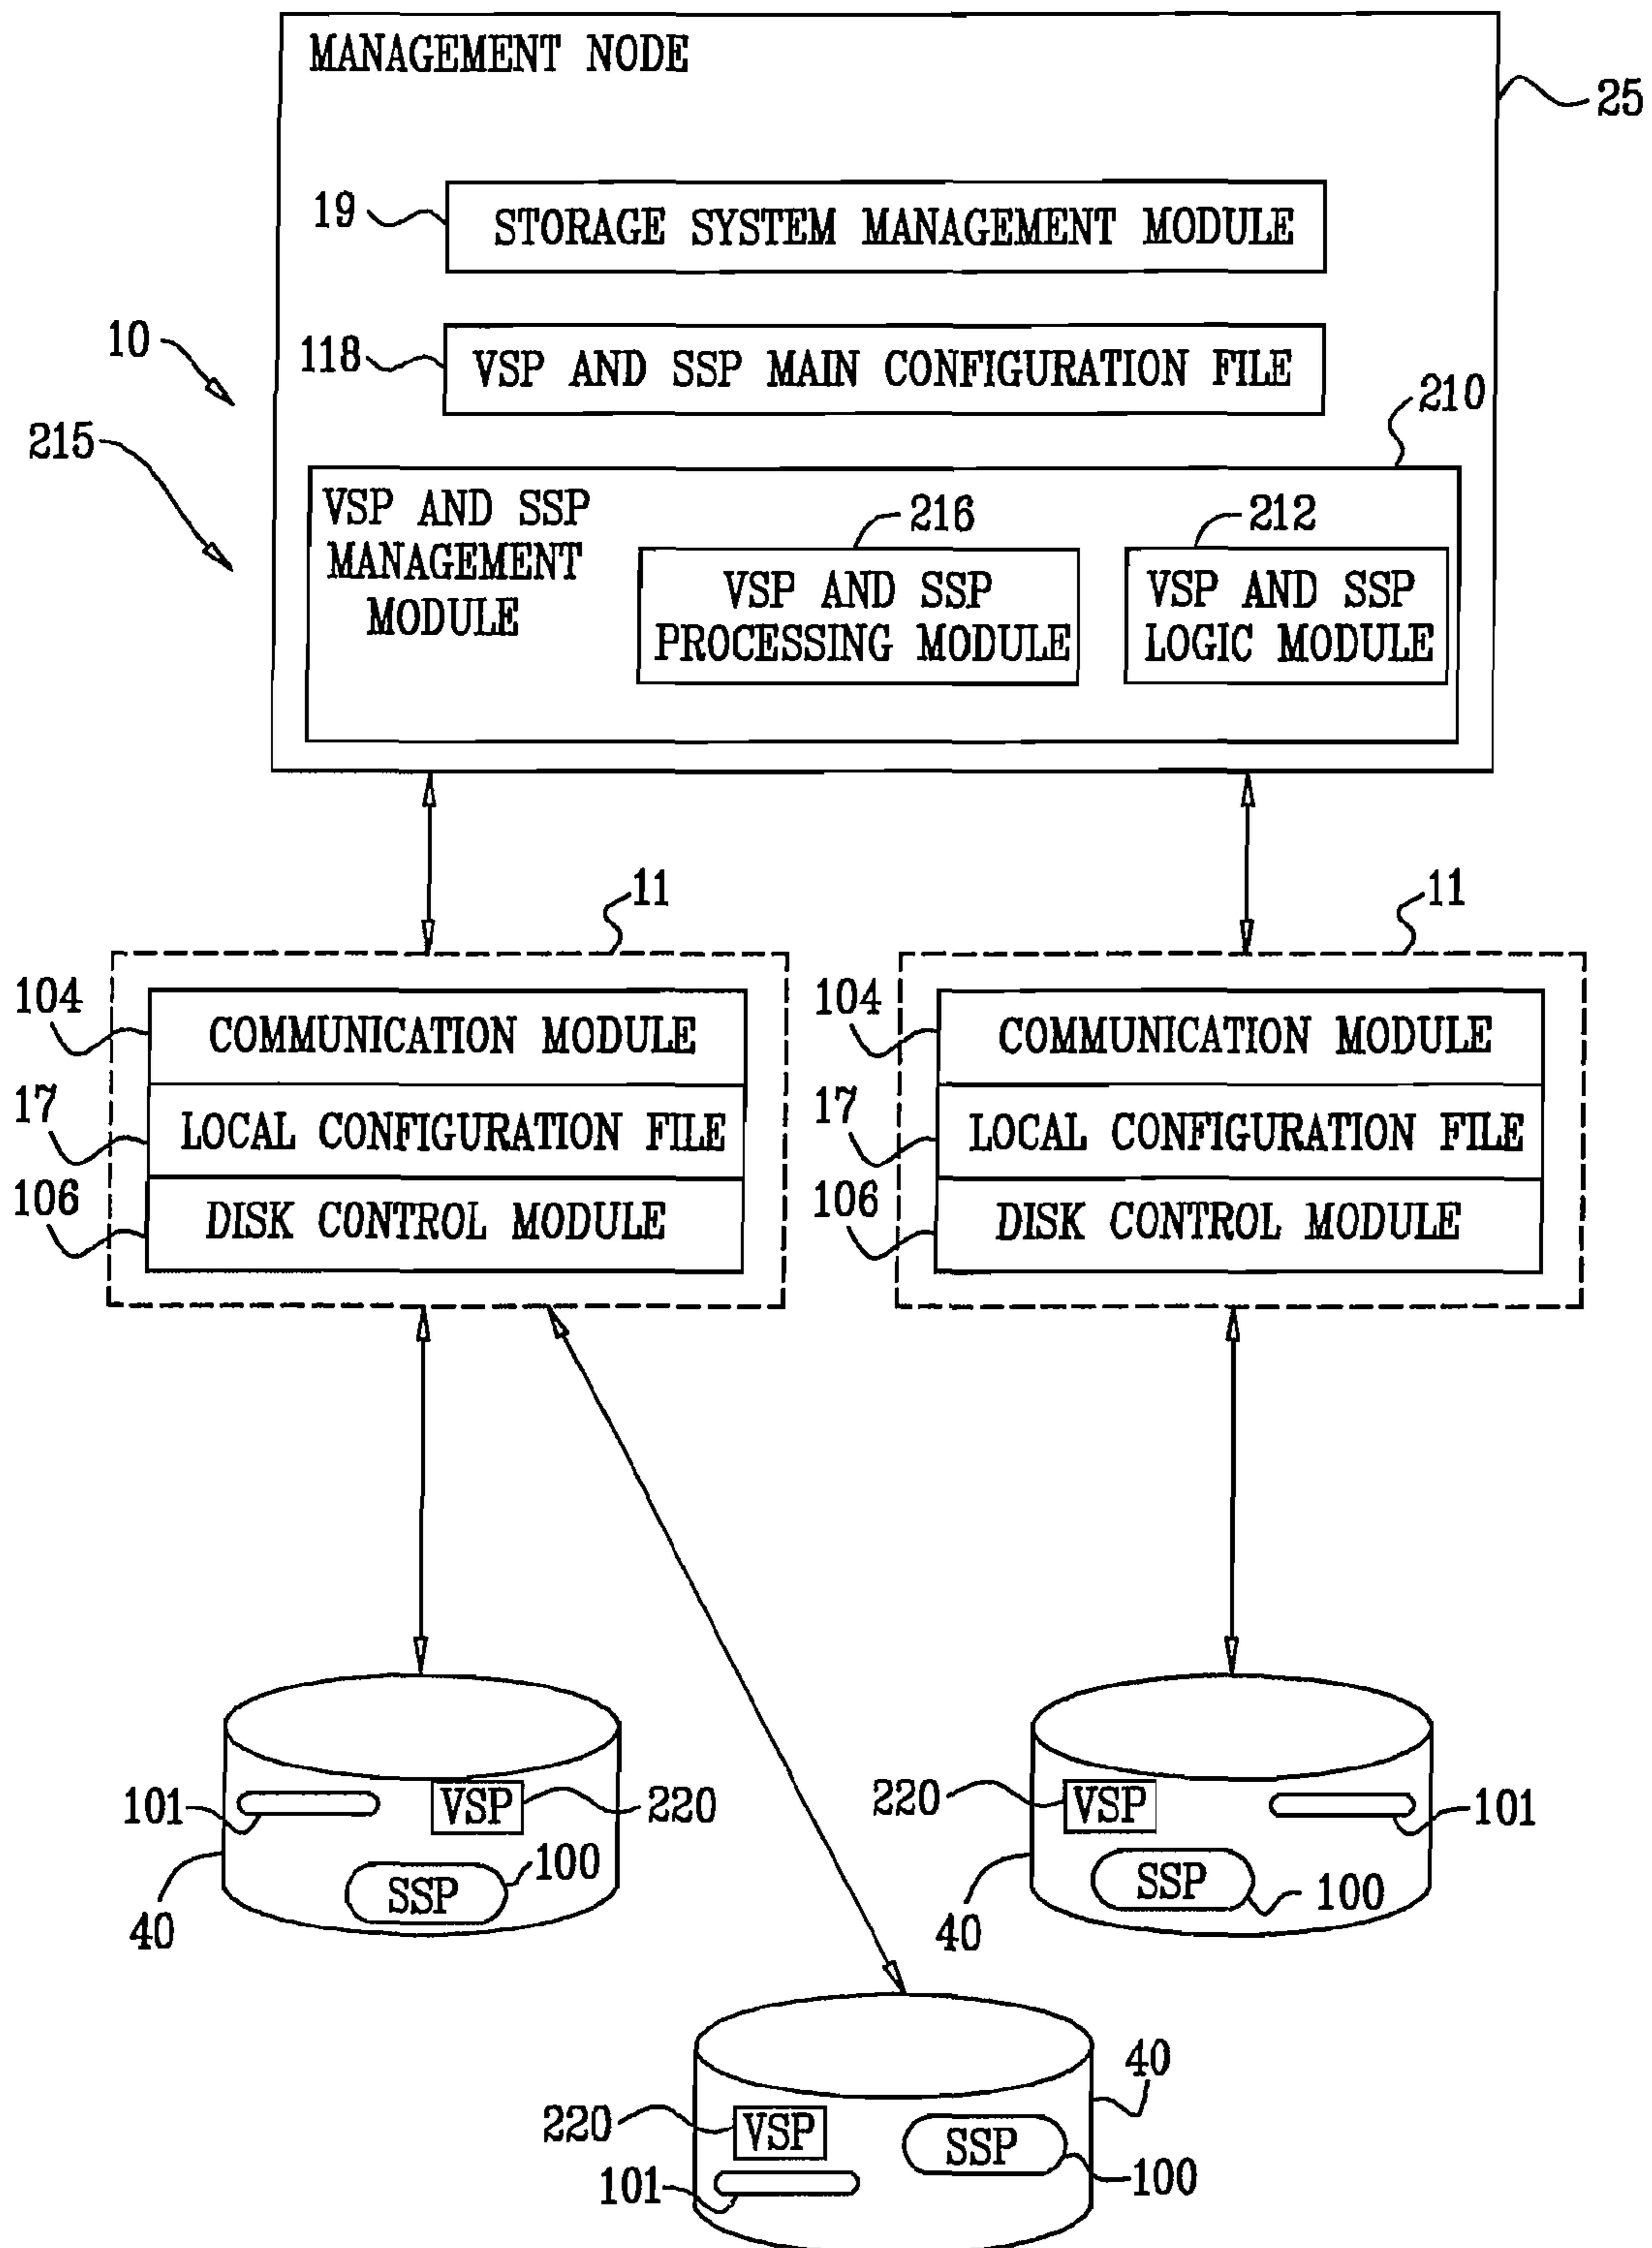 MANAGEMENT NODE
25
19
STORAGE SYSTEM MANAGEMENT MODULE
10
118
VSP AND SSP MAIN CONFIGURATION FILE
210
215
VSP AND SSP
MANAGEMENT
MODULE
216
VSP AND SSP
PROCESSING MODULE
212
VSP AND SSP
LOGIC MODULE
11
104
COMMUNICATION MODULE
17
LOCAL CONFIGURATION FILE
106
DISK CONTROL MODULE
11
104
COMMUNICATION MODULE
17
LOCAL CONFIGURATION FILE
106
DISK CONTROL MODULE
101
VSP
220
100
SSP
40
220
VSP
101
SSP
100
40
40
220
VSP
SSP
101
100